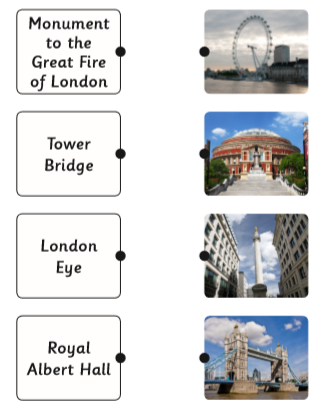 Monument
to the
Great Fire
of London
Tower
Bridge
London
Eye
Royal
Albert Hall